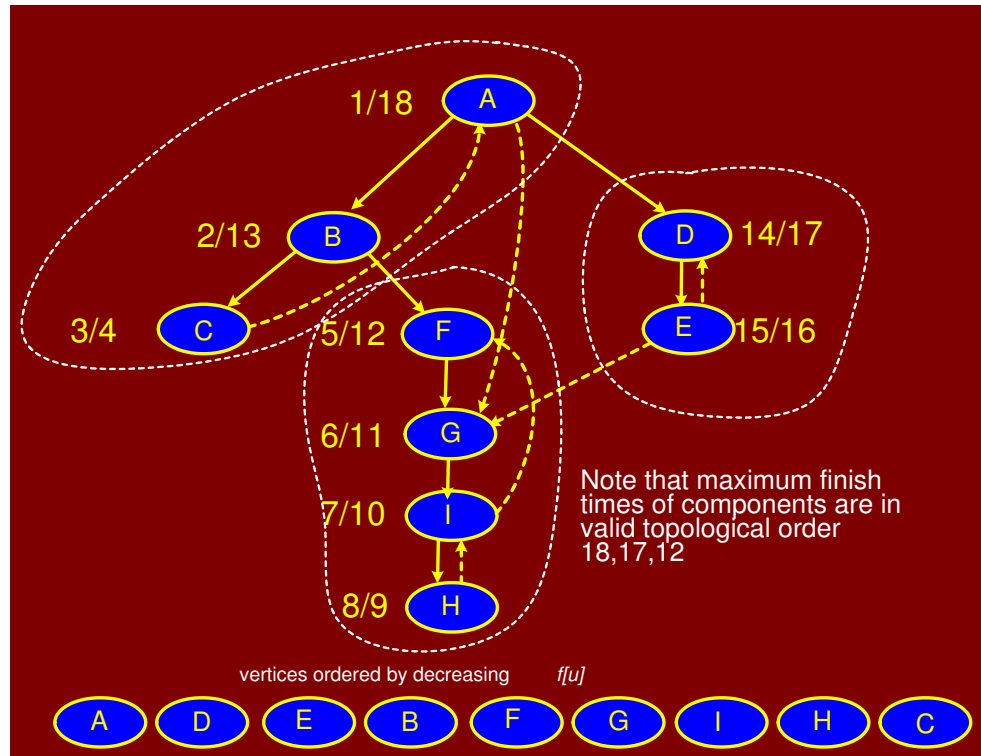 1/18 A
2/13 B D 14/17
3/4 C 5/12 F E 15/16
6/11 G
Note that maximum finish
times of components are in
valid topological order
18,17,12
7/10 I
8/9 H
vertices ordered by decreasing f[u]
A D E B F G I H C